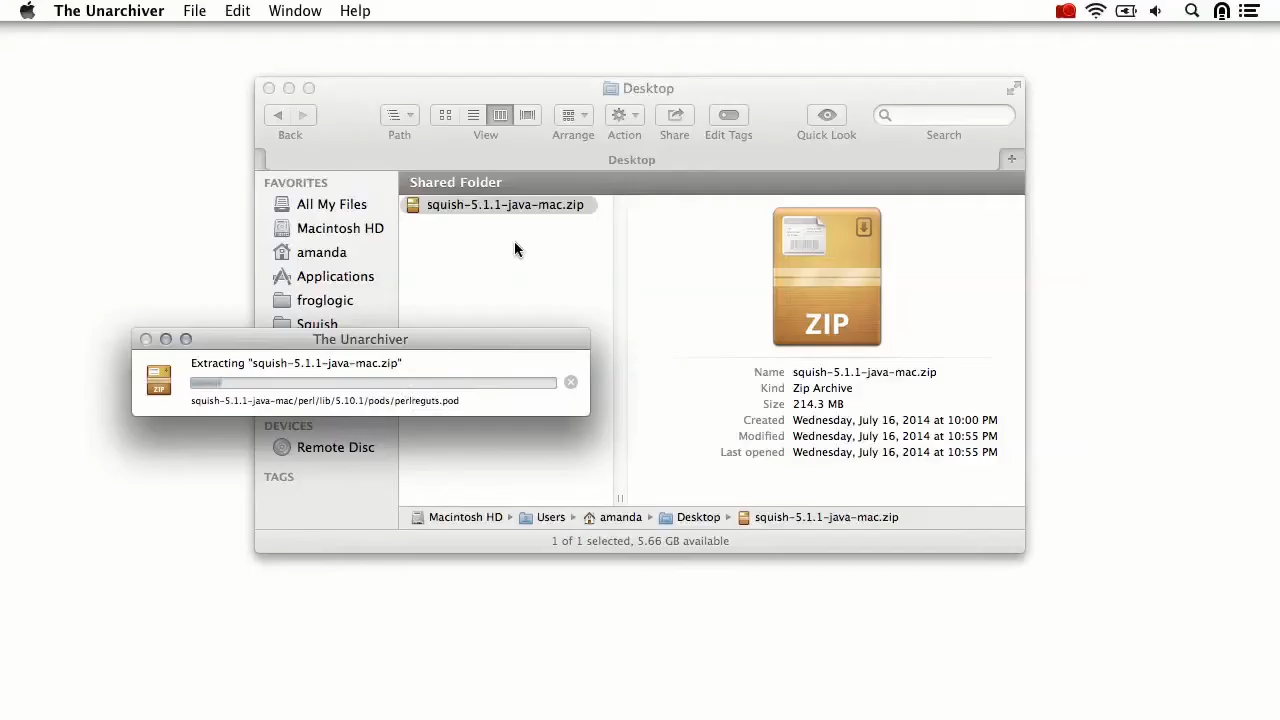 The Unarchiver File Edit Window Help
Desktop
Back Path View Arrange Action Share Edit Tags Quick Look Search
Desktop
FAVORITES
All My Files
Macintosh HD
amanda
Applications
froglogic
Squish
DEVICES
Remote Disc
TAGS
Shared Folder
squish-5.1.1-java-mac.zip
ZIP
Name squish-5.1.1-java-mac.zip
Kind Zip Archive
Size 214.3 MB
Created Wednesday, July 16, 2014 at 10:00 PM
Modified Wednesday, July 16, 2014 at 10:55 PM
Last opened Wednesday, July 16, 2014 at 10:55 PM
The Unarchiver
Extracting "squish-5.1.1-java-mac.zip"
ZIP
squish-5.1.1-java-mac/perl/lib/5.10.1/pods/perlreguts.pod
Macintosh HD Users amanda Desktop squish-5.1.1-java-mac.zip
1 of 1 selected, 5.66 GB available